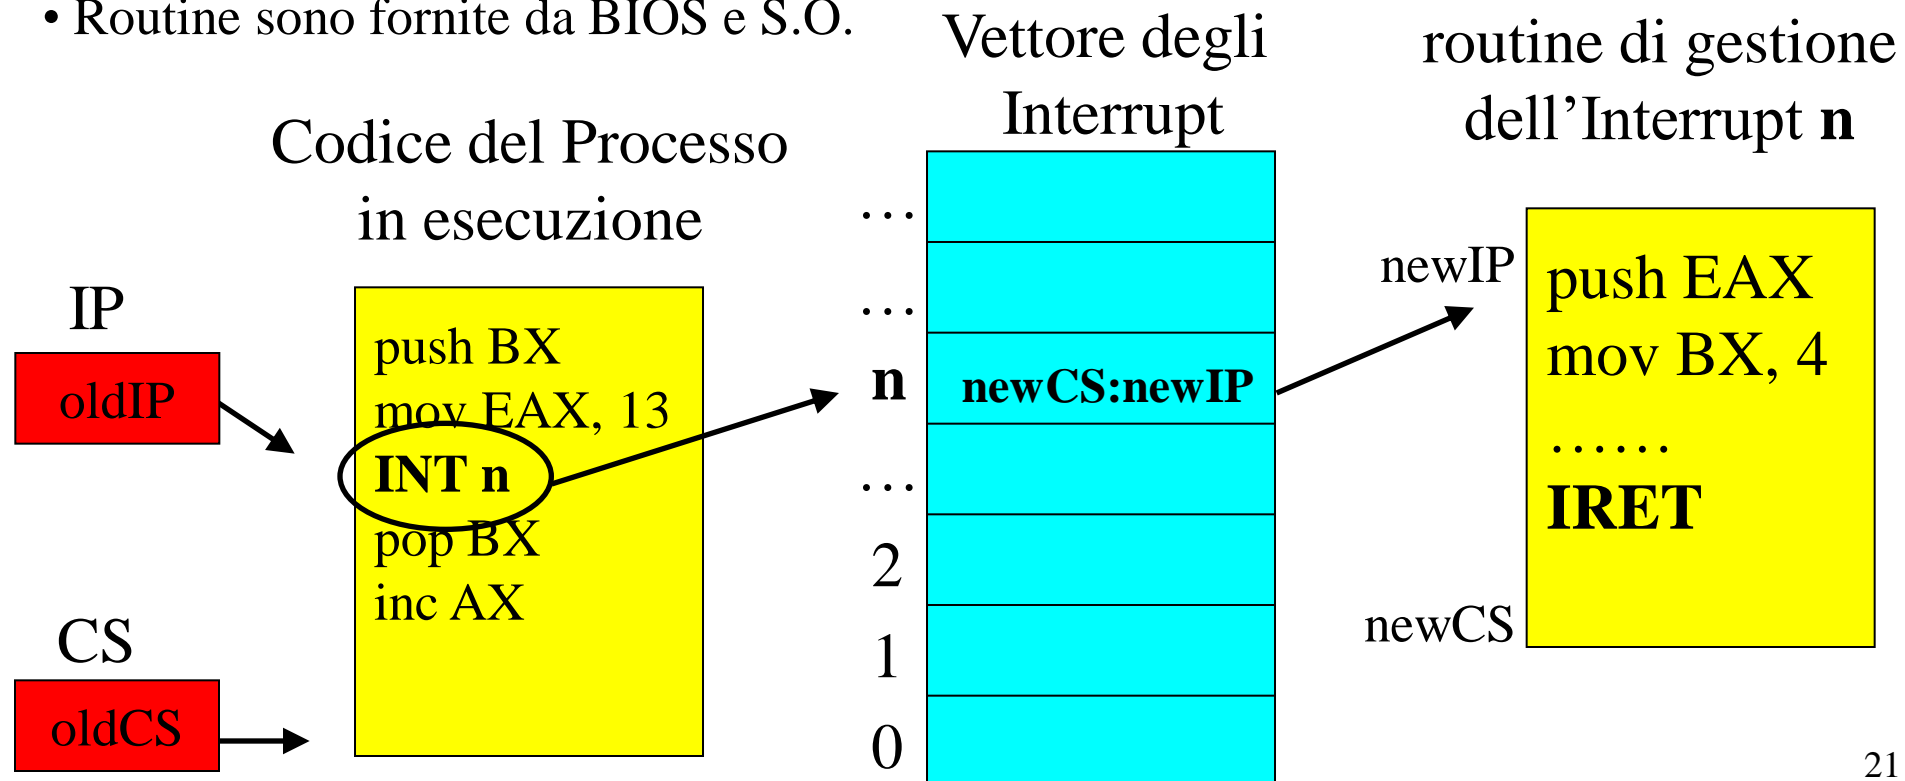 • Routine sono fornite da BIOS e S.O.
Vettore degli
Interrupt
routine di gestione
dell’Interrupt n
Codice del Processo
in esecuzione
IP
oldIP
CS
oldCS
push BX
mov EAX, 13
INT n
pop BX
inc AX
…
…
n
newCS:newIP
…
2
1
0
newIP
newCS
push EAX
mov BX, 4
……
IRET
21